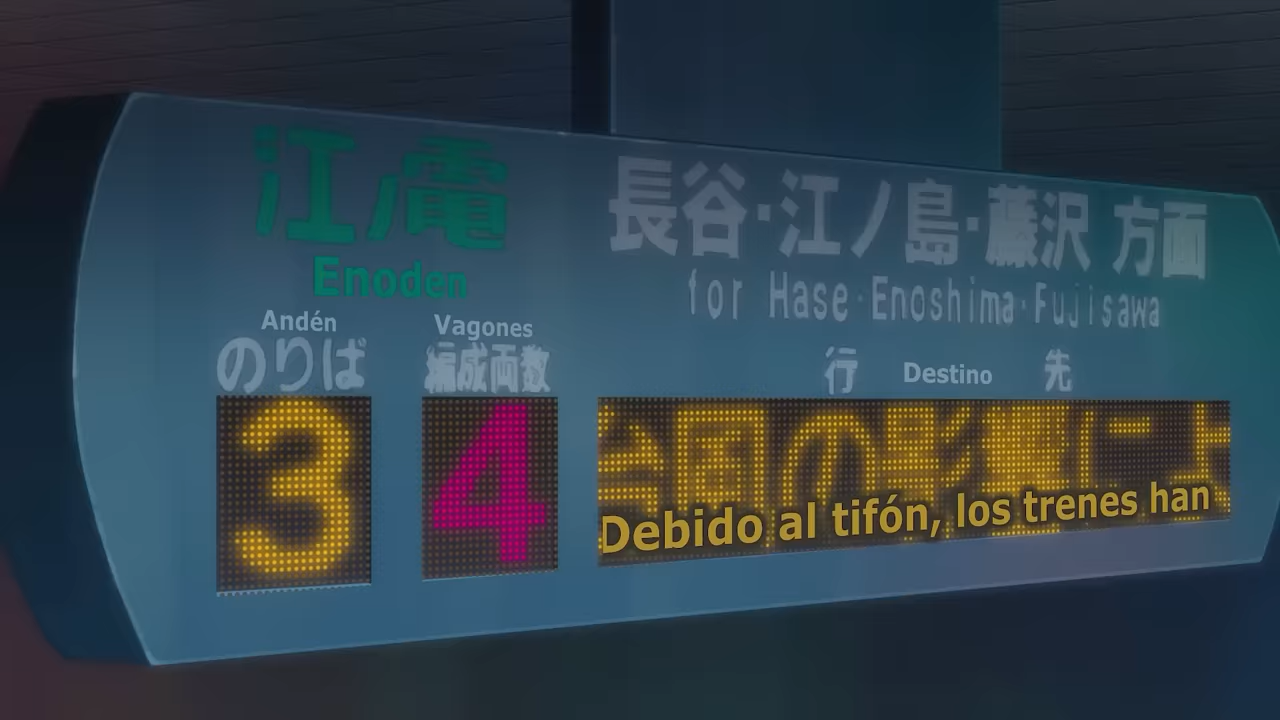 江ノ電
Enoden
長谷・江ノ島・藤沢 方面
for Hase·Enoshima·Fujisawa
Andén
のりば
3
Vagones
編成両数
4
行 Destino 先
の影響によ
Debido al tifón, los trenes han